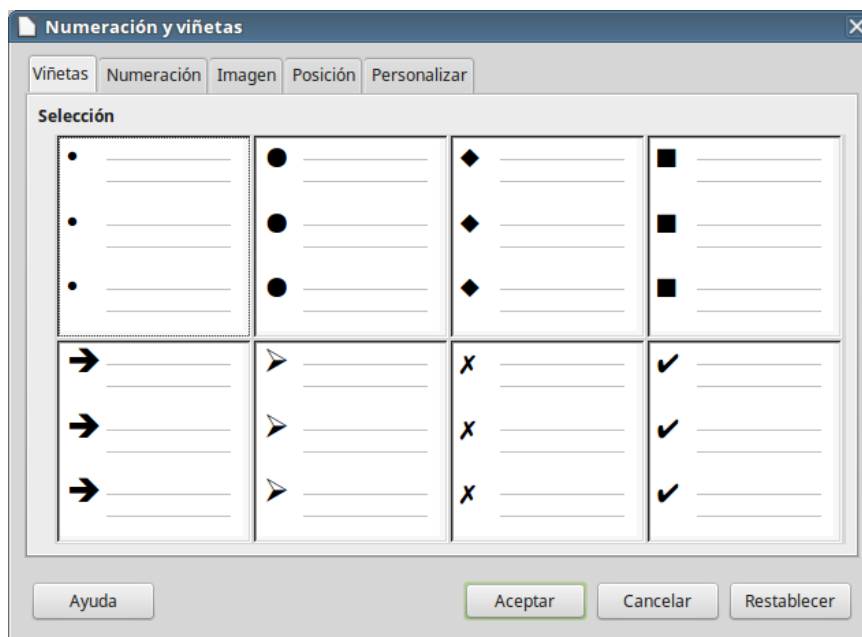 Numeración y viñetas
Viñetas Numeración Imagen Posición Personalizar
Selección
Ayuda Aceptar Cancelar Restablecer